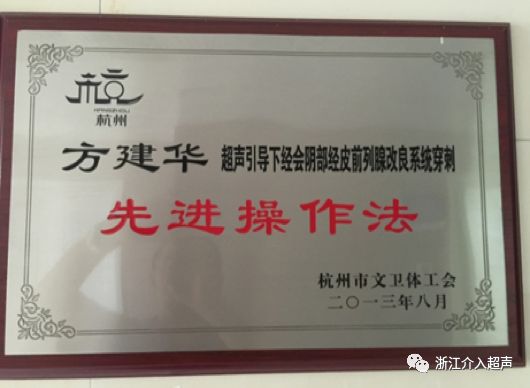 杭
HANGZHOU
杭州
方建华 超声引导下经会阴部经皮前列腺改良系统穿刺
先进操作法
杭州市文卫体工会
二〇一三年八月
浙江介入超声